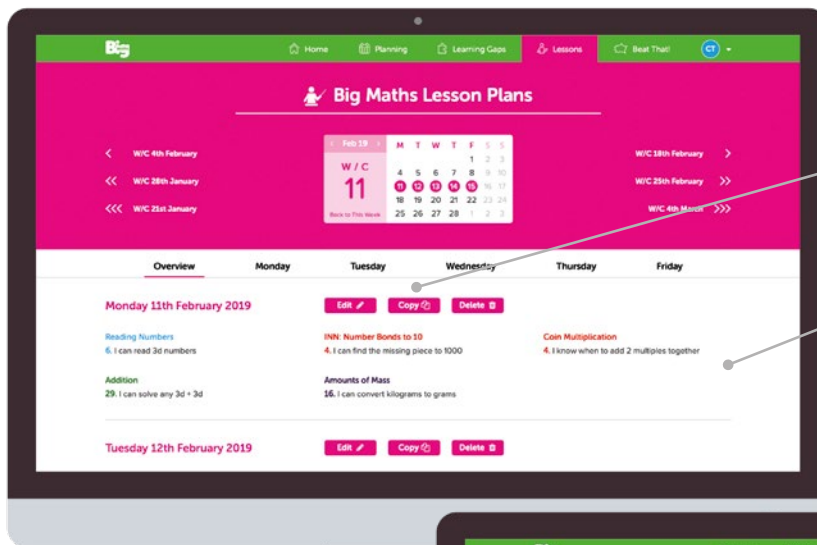 Big Home Planning Learning Gaps Lessons Beat That! CT
Big Maths Lesson Plans
W/C 4th February
W/C 28th January
W/C 21st January
Feb 19
W / C
11
Back to This Week
M T W T F S S
1 2 3
4 5 6 7 8 9 10
11 12 13 14 15 16 17
18 19 20 21 22 23 24
25 26 27 28 1 2 3
W/C 18th February
W/C 25th February
W/C 4th March
Overview Monday Tuesday Wednesday Thursday Friday
Monday 11th February 2019 Edit Copy Delete
Reading Numbers
6. I can read 3d numbers
INN: Number Bonds to 10
4. I can find the missing piece to 1000
Coin Multiplication
4. I know when to add 2 multiples together
Addition
29. I can solve any 3d + 3d
Amounts of Mass
16. I can convert kilograms to grams
Tuesday 12th February 2019 Edit Copy Delete